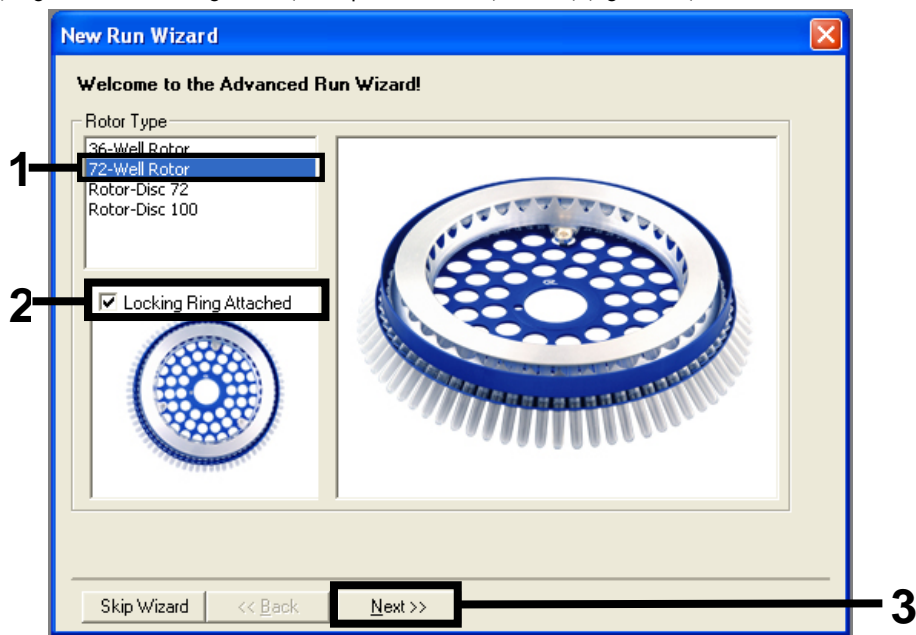 New Run Wizard
Welcome to the Advanced Run Wizard!
Rotor Type
36-Well Rotor
1
72-Well Rotor
Rotor-Disc 72
Rotor-Disc 100
2
Locking Ring Attached
Skip Wizard
<< Back
Next >>
3